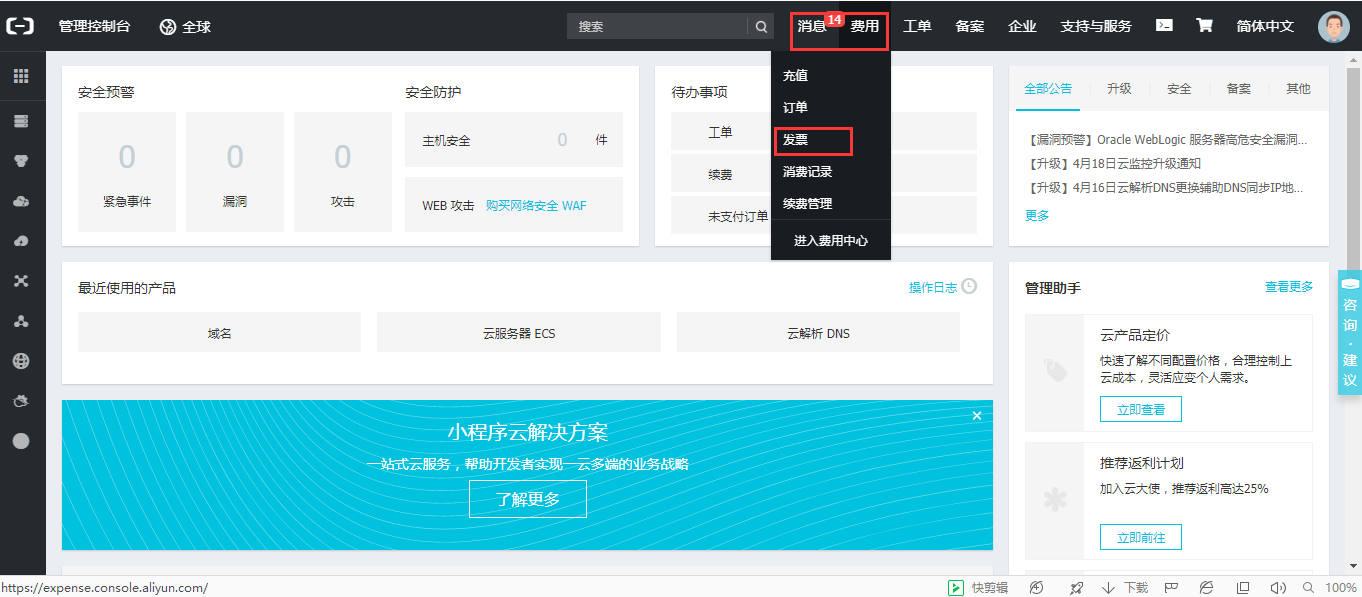 管理控制台
全球
搜索
消息
14
费用
工单
备案
企业
支持与服务
简体中文
充值
订单
发票
消费记录
续费管理
进入费用中心
安全预警
0
紧急事件
0
漏洞
0
攻击
安全防护
主机安全 0 件
WEB 攻击 购买网络安全 WAF
待办事项
工单
续费
未支付订单
全部公告
升级
安全
备案
其他
【漏洞预警】Oracle WebLogic 服务器高危安全漏洞...
【升级】4月18日云监控升级通知
【升级】4月16日云解析DNS更换辅助DNS同步IP地...
更多
最近使用的产品
操作日志
域名
云服务器 ECS
云解析 DNS
小程序云解决方案
一站式云服务，帮助开发者实现一云多端的业务战略
了解更多
管理助手
查看更多
云产品定价
快速了解不同配置价格，合理控制上
云成本，灵活应变个人需求。
立即查看
推荐返利计划
加入云大使，推荐返利高达25%
立即前往
咨询·建议
https://expense.console.aliyun.com/
快剪辑
下载
100%